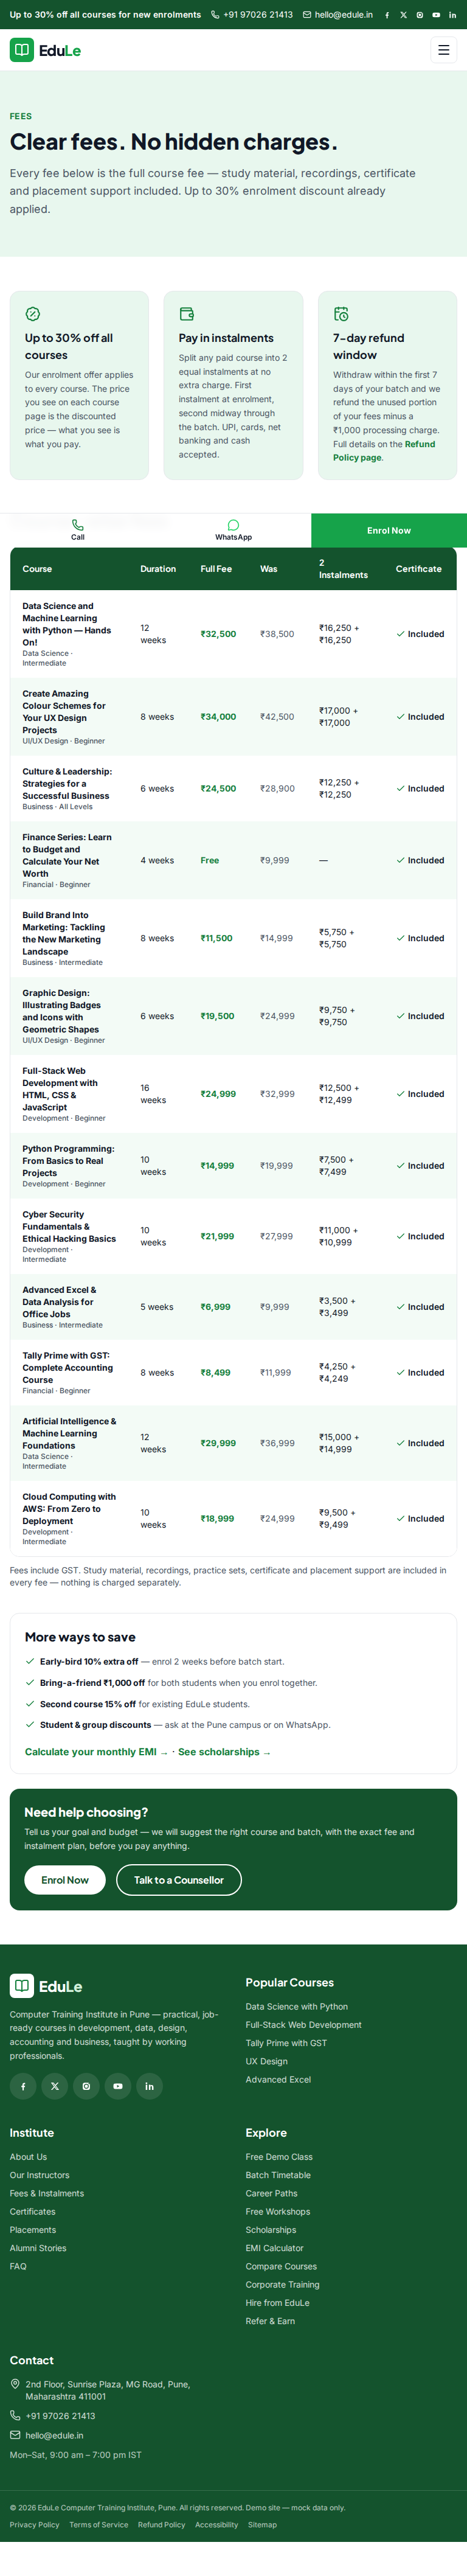 Up to 30% off all courses for new enrolments +91 97026 21413 hello@edule.in
EduLe
FEES
Clear fees. No hidden charges.
Every fee below is the full course fee — study material, recordings, certificate
and placement support included. Up to 30% enrolment discount already
applied.
Up to 30% off all
courses
Our enrolment offer applies
to every course. The price
you see on each course
page is the discounted
price — what you see is
what you pay.
Pay in instalments
Split any paid course into 2
equal instalments at no
extra charge. First
instalment at enrolment,
second midway through
the batch. UPI, cards, net
banking and cash
accepted.
7-day refund
window
Withdraw within the first 7
days of your batch and we
refund the unused portion
of your fees minus a
₹1,000 processing charge.
Full details on the Refund
Policy page.
Call
WhatsApp
Enrol Now
Course Duration Full Fee Was 2 Instalments Certificate
Data Science and
Machine Learning
with Python — Hands
On!
Data Science ·
Intermediate
12
weeks
₹32,500
₹38,500
₹16,250 +
₹16,250
Included
Create Amazing
Colour Schemes for
Your UX Design
Projects
UI/UX Design · Beginner
8 weeks
₹34,000
₹42,500
₹17,000 +
₹17,000
Included
Culture & Leadership:
Strategies for a
Successful Business
Business · All Levels
6 weeks
₹24,500
₹28,900
₹12,250 +
₹12,250
Included
Finance Series: Learn
to Budget and
Calculate Your Net
Worth
Financial · Beginner
4 weeks
Free
₹9,999
—
Included
Build Brand Into
Marketing: Tackling
the New Marketing
Landscape
Business · Intermediate
8 weeks
₹11,500
₹14,999
₹5,750 +
₹5,750
Included
Graphic Design:
Illustrating Badges
and Icons with
Geometric Shapes
UI/UX Design · Beginner
6 weeks
₹19,500
₹24,999
₹9,750 +
₹9,750
Included
Full-Stack Web
Development with
HTML, CSS &
JavaScript
Development · Beginner
16
weeks
₹24,999
₹32,999
₹12,500 +
₹12,499
Included
Python Programming:
From Basics to Real
Projects
Development · Beginner
10
weeks
₹14,999
₹19,999
₹7,500 +
₹7,499
Included
Cyber Security
Fundamentals &
Ethical Hacking Basics
Development ·
Intermediate
10
weeks
₹21,999
₹27,999
₹11,000 +
₹10,999
Included
Advanced Excel &
Data Analysis for
Office Jobs
Business · Intermediate
5 weeks
₹6,999
₹9,999
₹3,500 +
₹3,499
Included
Tally Prime with GST:
Complete Accounting
Course
Financial · Beginner
8 weeks
₹8,499
₹11,999
₹4,250 +
₹4,249
Included
Artificial Intelligence &
Machine Learning
Foundations
Data Science ·
Intermediate
12
weeks
₹29,999
₹36,999
₹15,000 +
₹14,999
Included
Cloud Computing with
AWS: From Zero to
Deployment
Development ·
Intermediate
10
weeks
₹18,999
₹24,999
₹9,500 +
₹9,499
Included
Fees include GST. Study material, recordings, practice sets, certificate and placement support are included in
every fee — nothing is charged separately.
More ways to save
Early-bird 10% extra off — enrol 2 weeks before batch start.
Bring-a-friend ₹1,000 off for both students when you enrol together.
Second course 15% off for existing EduLe students.
Student & group discounts — ask at the Pune campus or on WhatsApp.
Calculate your monthly EMI → · See scholarships →
Need help choosing?
Tell us your goal and budget — we will suggest the right course and batch, with the exact fee and
instalment plan, before you pay anything.
Enrol Now
Talk to a Counsellor
EduLe
Computer Training Institute in Pune — practical, job-
ready courses in development, data, design,
accounting and business, taught by working
professionals.
Popular Courses
Data Science with Python
Full-Stack Web Development
Tally Prime with GST
UX Design
Advanced Excel
Institute
About Us
Our Instructors
Fees & Instalments
Certificates
Placements
Alumni Stories
FAQ
Explore
Free Demo Class
Batch Timetable
Career Paths
Free Workshops
Scholarships
EMI Calculator
Compare Courses
Corporate Training
Hire from EduLe
Refer & Earn
Contact
2nd Floor, Sunrise Plaza, MG Road, Pune,
Maharashtra 411001
+91 97026 21413
hello@edule.in
Mon–Sat, 9:00 am – 7:00 pm IST
© 2026 EduLe Computer Training Institute, Pune. All rights reserved. Demo site — mock data only.
Privacy Policy Terms of Service Refund Policy Accessibility Sitemap